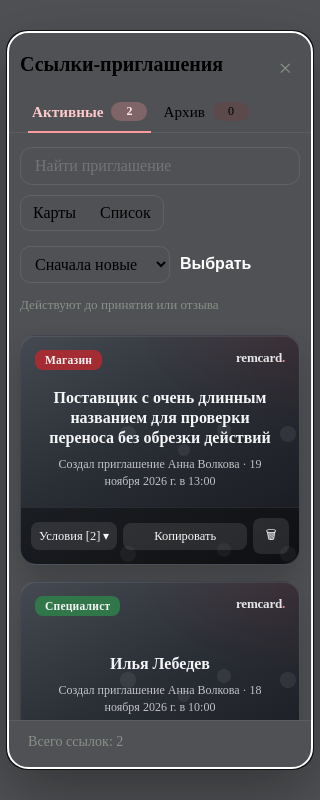 Ссылки-приглашения ×
Активные 2 Архив 0
Найти приглашение
Карты Список
Сначала новые Выбрать
Действуют до принятия или отзыва
Магазин remcard.
Поставщик с очень длинным
названием для проверки
переноса без обрезки действий
Создал приглашение Анна Волкова · 19
ноября 2026 г. в 13:00
Условия [2] ▾ Копировать
Специалист remcard.
Илья Лебедев
Создал приглашение Анна Волкова · 18
ноября 2026 г. в 10:00
Всего ссылок: 2